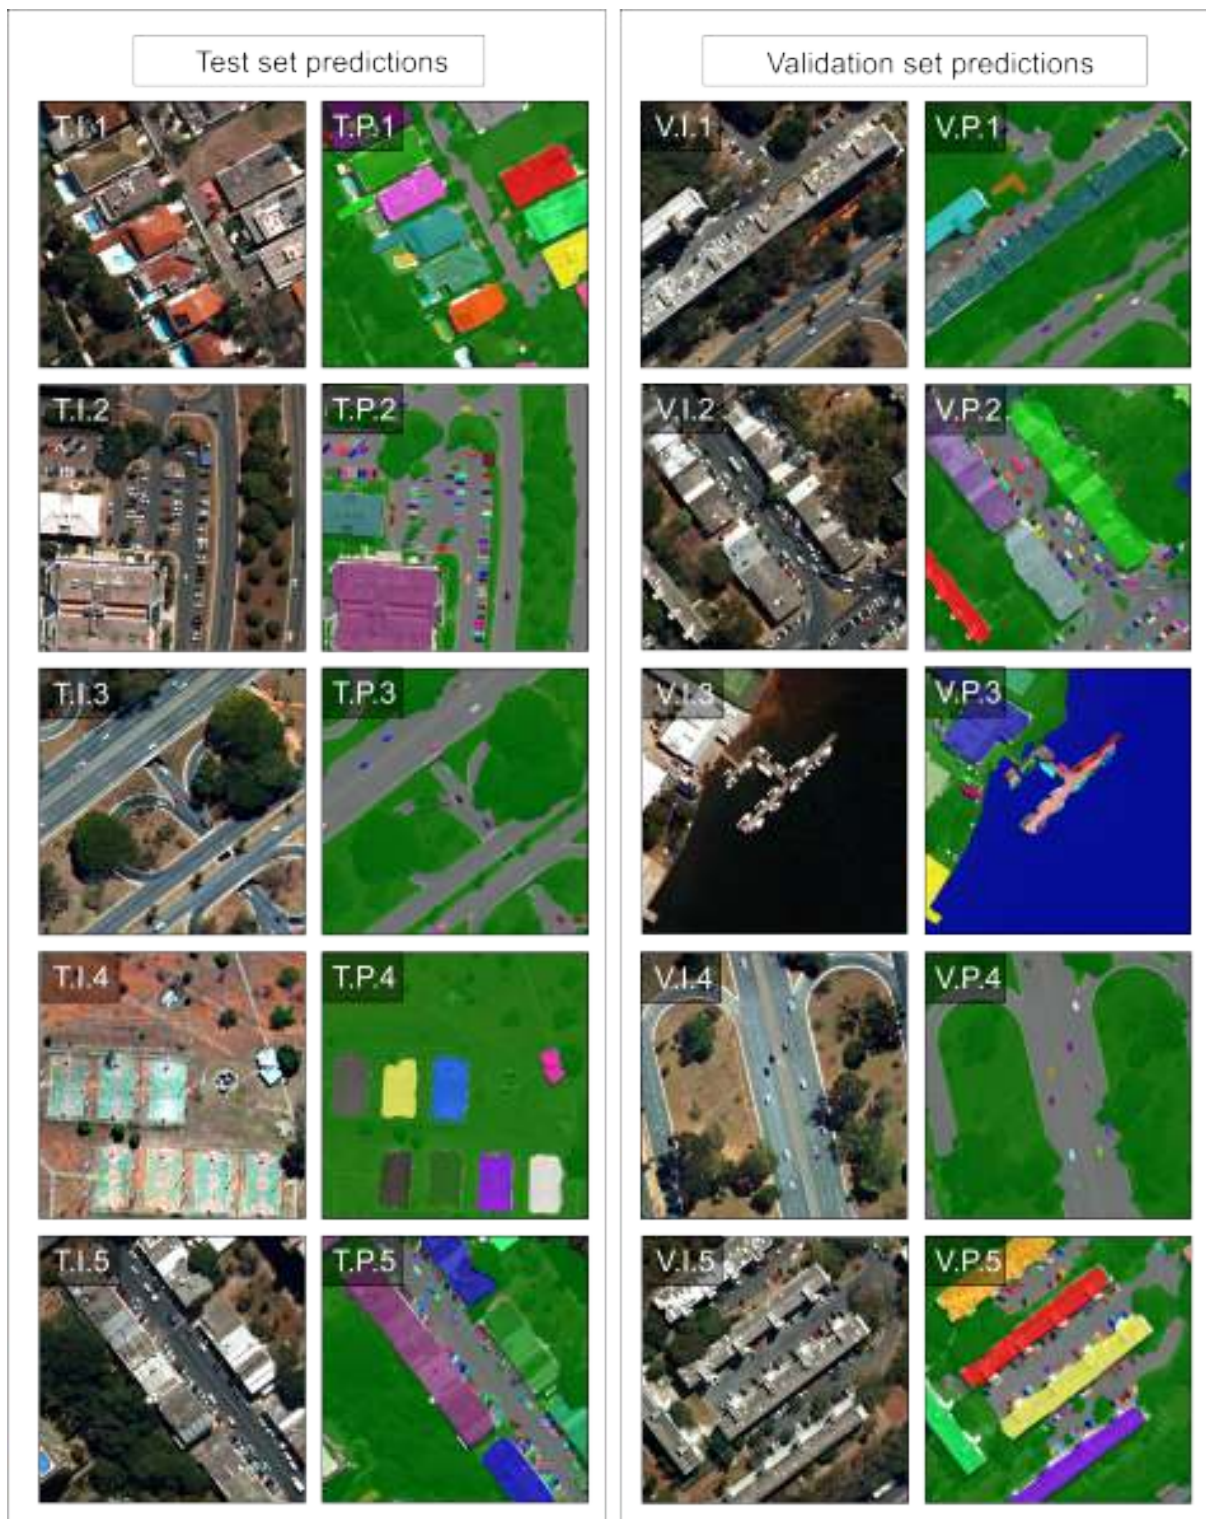 Test set predictions
Validation set predictions
T.I.1
T.P.1
V.I.1
V.P.1
T.I.2
T.P.2
V.I.2
V.P.2
T.I.3
T.P.3
V.I.3
V.P.3
T.I.4
T.P.4
V.I.4
V.P.4
T.I.5
T.P.5
V.I.5
V.P.5